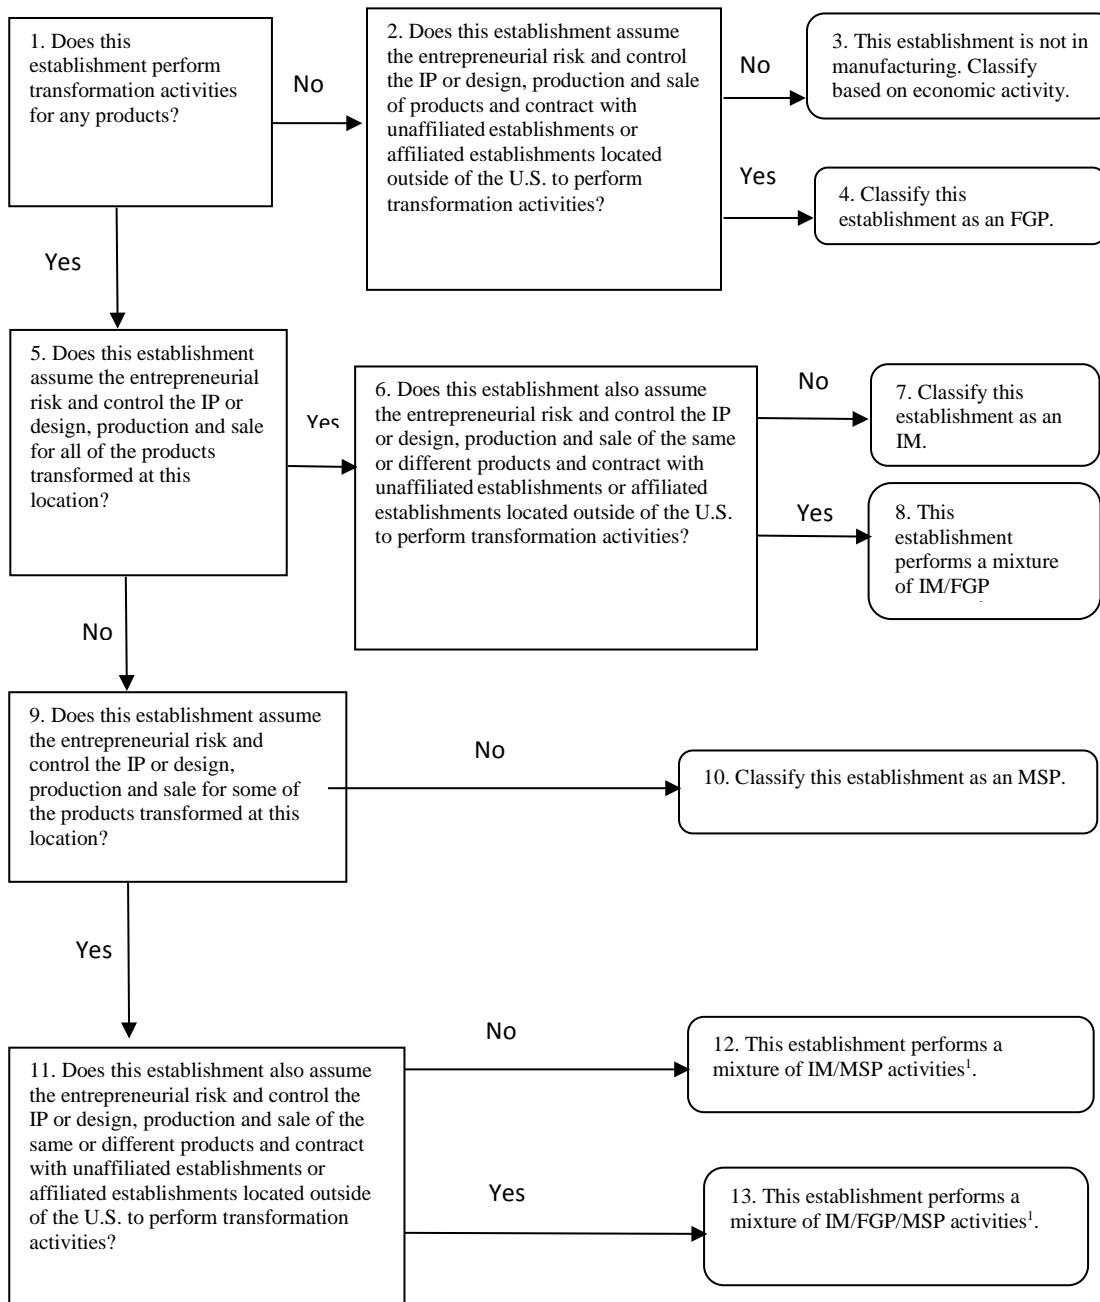 1. Does this
establishment perform
transformation activities
for any products?
No
2. Does this establishment assume
the entrepreneurial risk and control
the IP or design, production and sale
of products and contract with
unaffiliated establishments or
affiliated establishments located
outside of the U.S. to perform
transformation activities?
No
3. This establishment is not in
manufacturing. Classify
based on economic activity.
Yes
4. Classify this
establishment as an FGP.
Yes
5. Does this establishment
assume the entrepreneurial
risk and control the IP or
design, production and sale
for all of the products
transformed at this
location?
Yes
6. Does this establishment also assume
the entrepreneurial risk and control the IP
or design, production and sale of the same
or different products and contract with
unaffiliated establishments or affiliated
establishments located outside of the U.S.
to perform transformation activities?
No
7. Classify this
establishment as an
IM.
Yes
8. This
establishment
performs a mixture
of IM/FGP
No
9. Does this establishment assume
the entrepreneurial risk and
control the IP or design,
production and sale for some of
the products transformed at this
location?
No
10. Classify this establishment as an MSP.
Yes
11. Does this establishment also assume
the entrepreneurial risk and control the
IP or design, production and sale of the
same or different products and contract
with unaffiliated establishments or
affiliated establishments located outside
of the U.S. to perform transformation
activities?
No
12. This establishment performs a
mixture of IM/MSP activities¹.
Yes
13. This establishment performs a
mixture of IM/FGP/MSP activities¹.